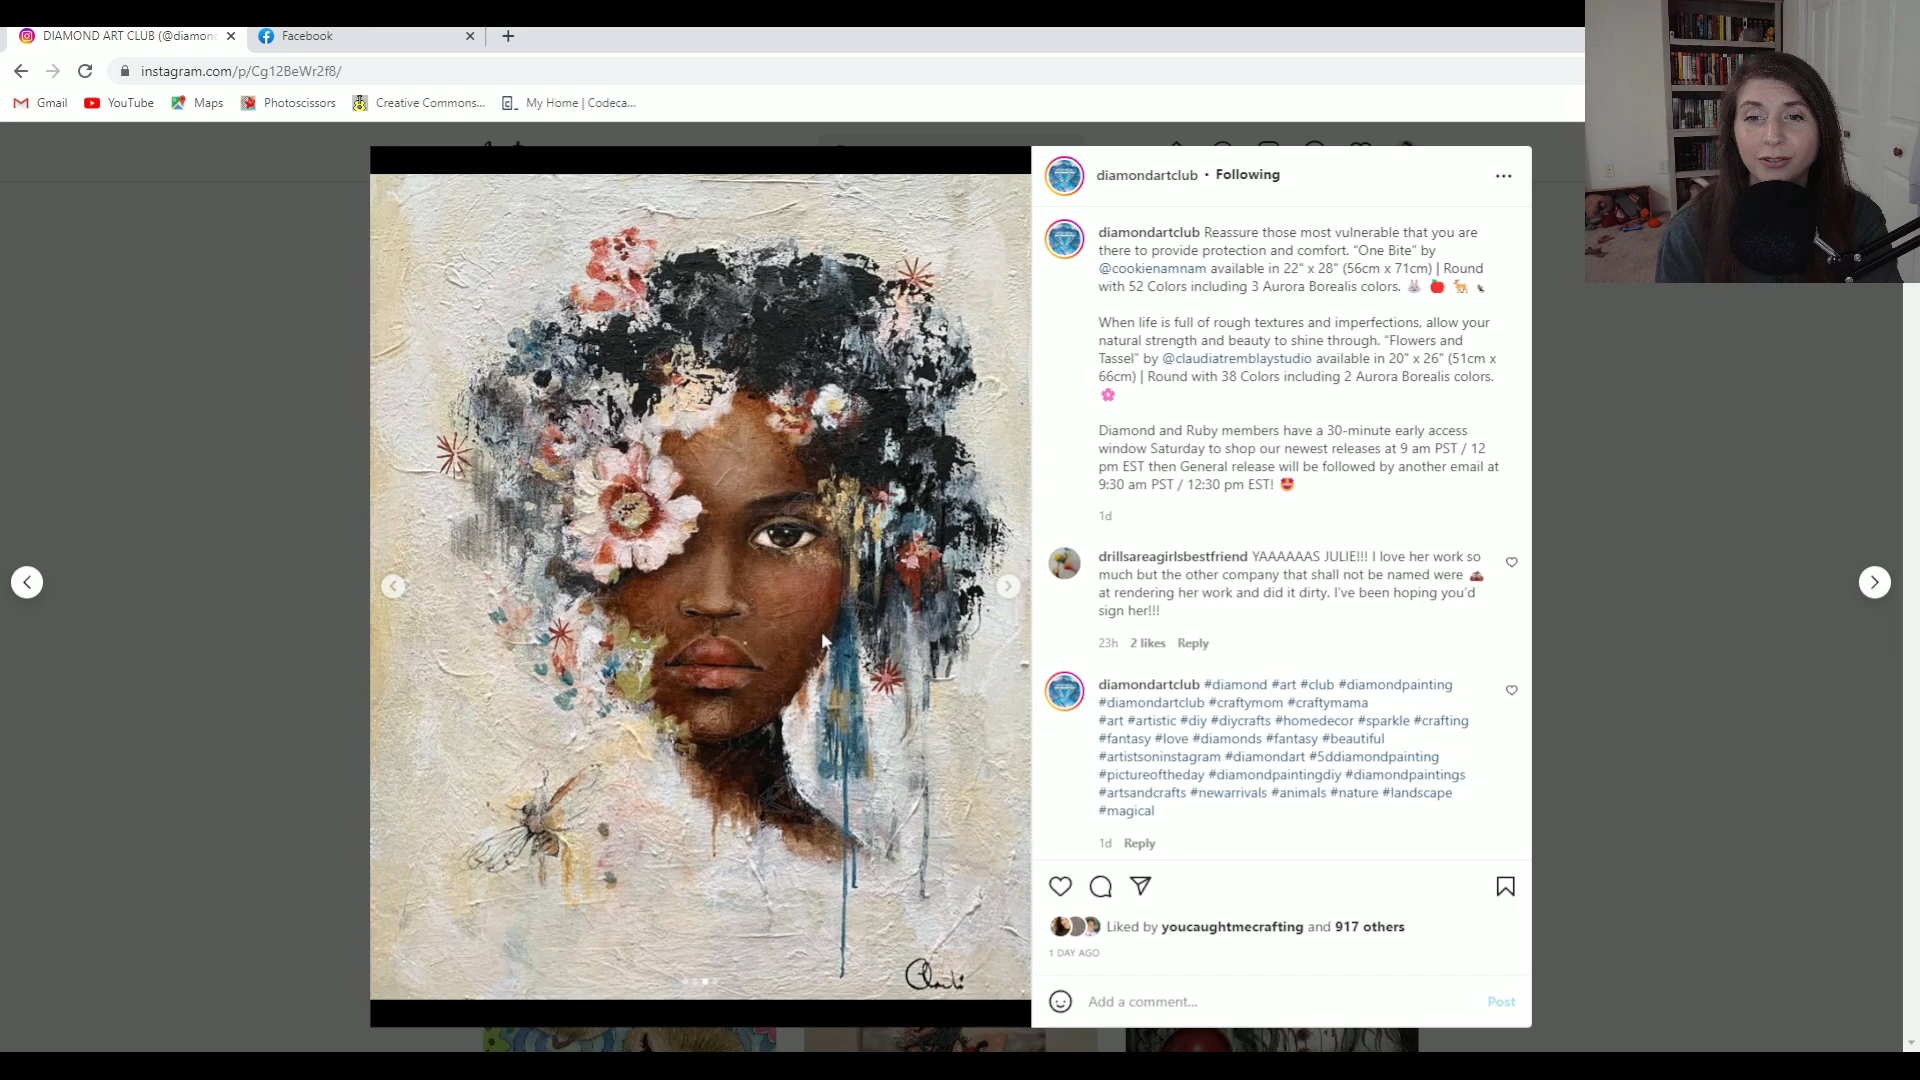 DIAMOND ART CLUB (@diamon
Facebook
instagram.com/p/Cg12BeWr2f8/
Gmail
YouTube
Maps
Photoscissors
Creative Commons...
My Home | Codeca...
diamondartclub • Following
diamondartclub Reassure those most vulnerable that you are
there to provide protection and comfort. "One Bite" by
@cookienamnam available in 22" x 28" (56cm x 71cm) | Round
with 52 Colors including 3 Aurora Borealis colors. 🐰 🍎 🦌
When life is full of rough textures and imperfections, allow your
natural strength and beauty to shine through. "Flowers and
Tassel" by @claudiatremblaystudio available in 20" x 26" (51cm x
66cm) | Round with 38 Colors including 2 Aurora Borealis colors.
🌸
Diamond and Ruby members have a 30-minute early access
window Saturday to shop our newest releases at 9 am PST / 12
pm EST then General release will be followed by another email at
9:30 am PST / 12:30 pm EST! 🤩
1d
drillsareagirlsbestfriend YAAAAAAS JULIE!!! I love her work so
much but the other company that shall not be named were 💩
at rendering her work and did it dirty. I've been hoping you'd
sign her!!!
23h 2 likes Reply
diamondartclub #diamond #art #club #diamondpainting
#diamondartclub #craftymom #craftymama
#art #artistic #diy #diycrafts #homedecor #sparkle #crafting
#fantasy #love #diamonds #fantasy #beautiful
#artistsoninstagram #diamondart #5ddiamondpainting
#pictureoftheday #diamondpaintingdiy #diamondpaintings
#artsandcrafts #newarrivals #animals #nature #landscape
#magical
1d Reply
Liked by youcaughtmecrafting and 917 others
1 DAY AGO
Add a comment...
Post